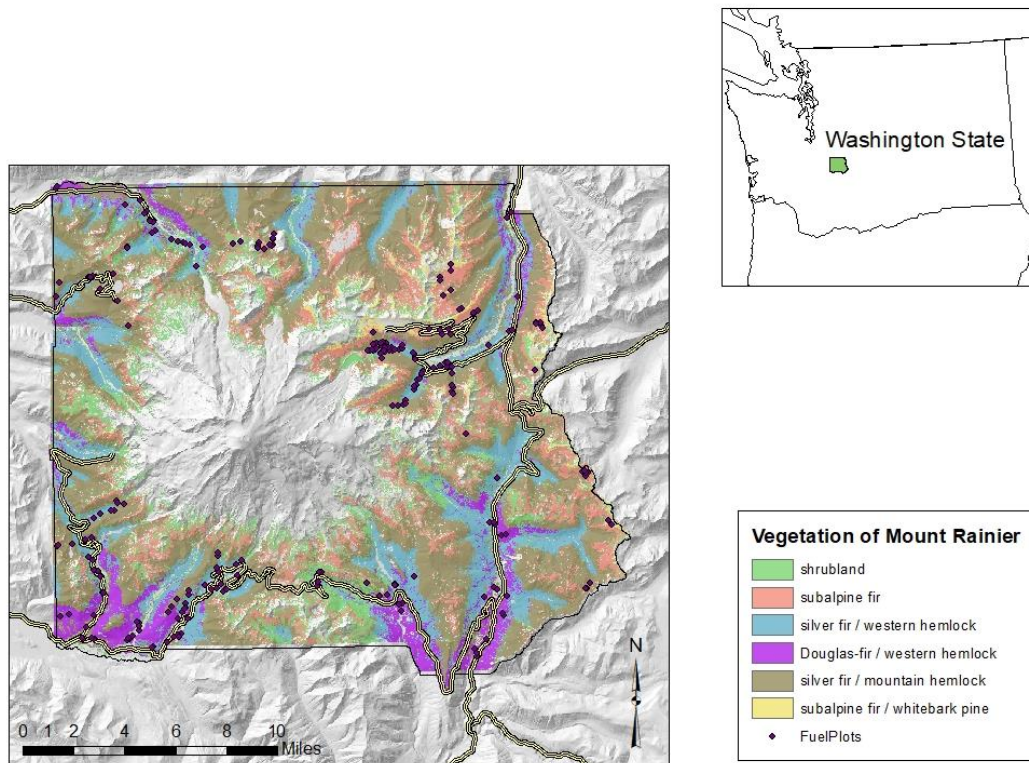 Washington State
N
0 2 4 6 8 10
Miles
Vegetation of Mount Rainier
shrubland
subalpine fir
silver fir / western hemlock
Douglas-fir / western hemlock
silver fir / mountain hemlock
subalpine fir / whitebark pine
FuelPlots